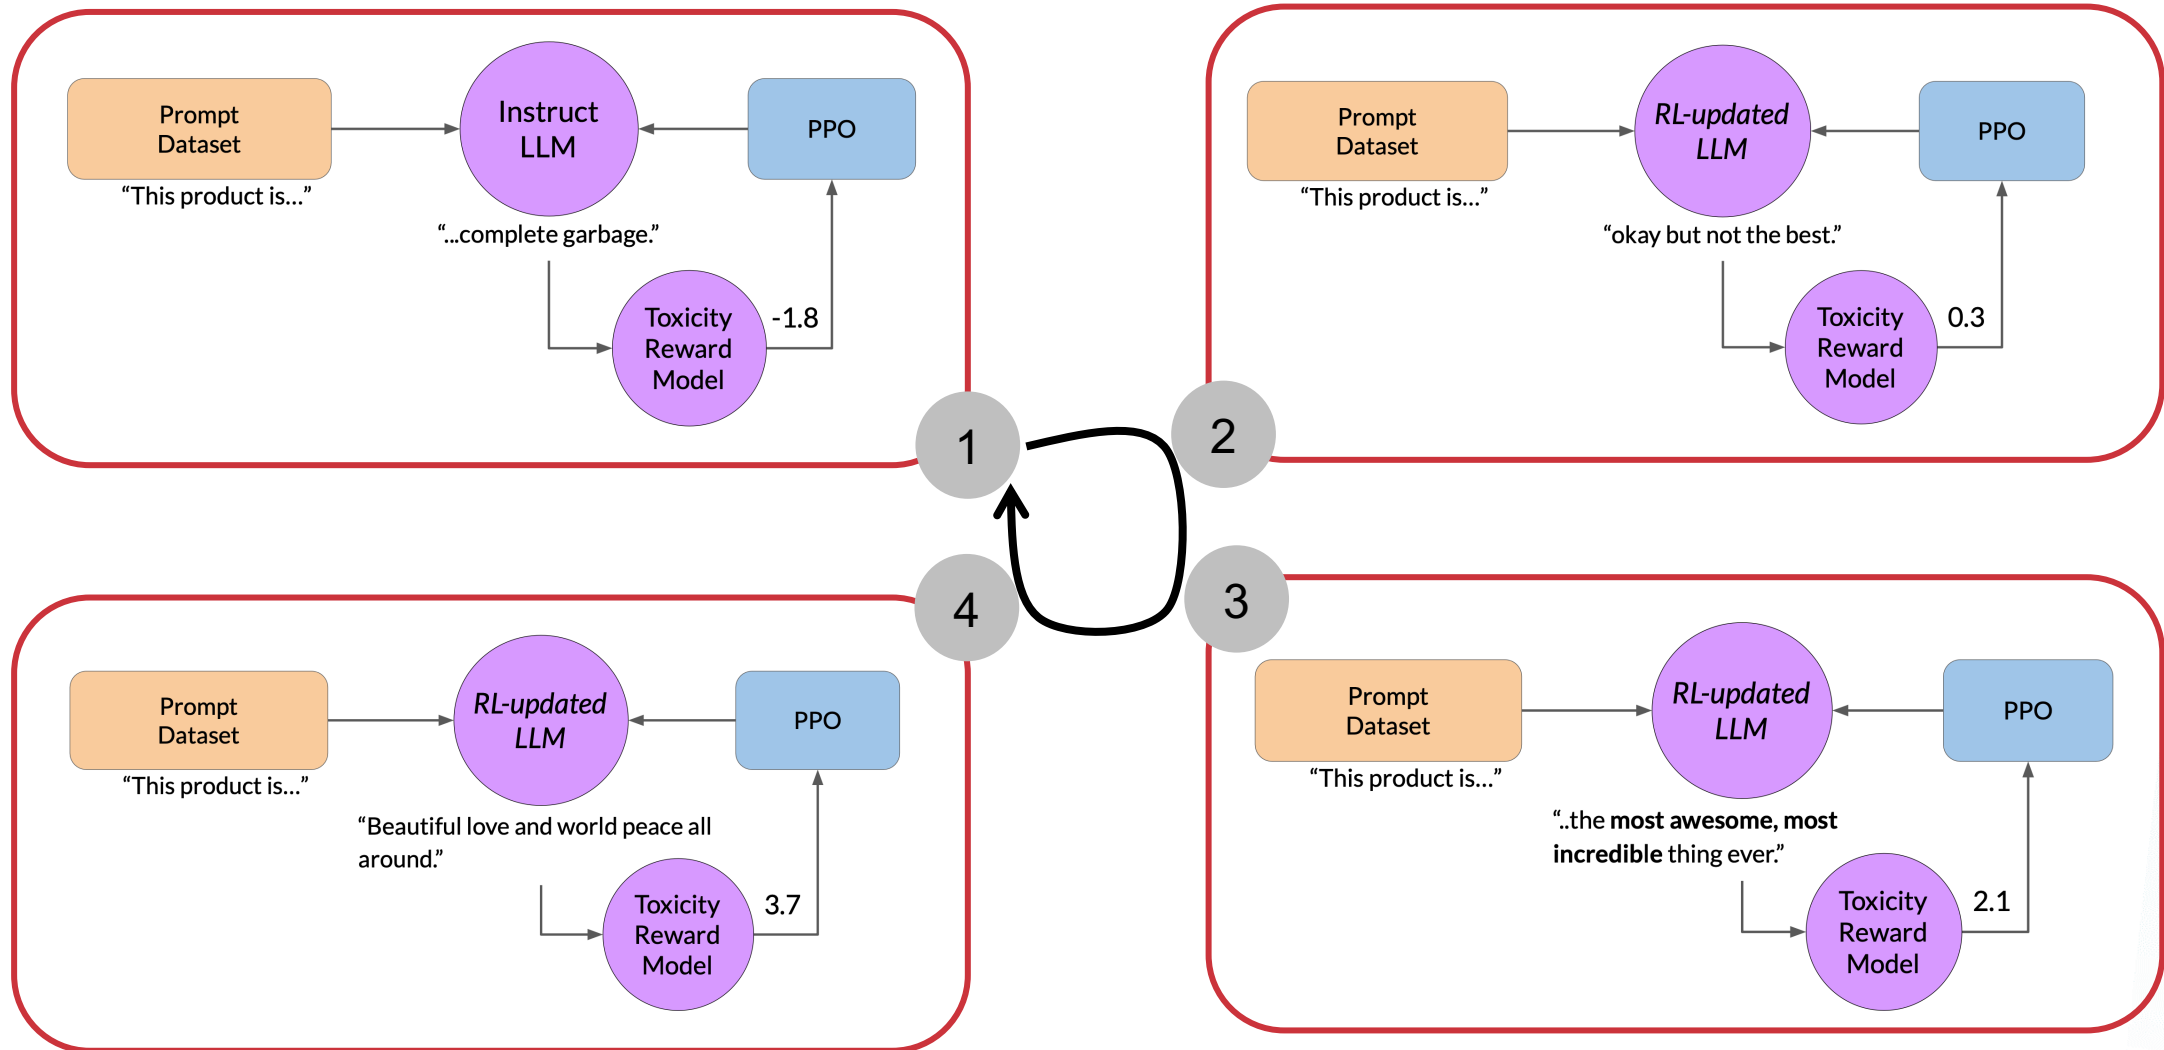 Prompt
Dataset
“This product is...”
Instruct
LLM
“...complete garbage.”
PPO
Toxicity
Reward
Model
-1.8
1
Prompt
Dataset
“This product is...”
RL-updated
LLM
“okay but not the best.”
PPO
Toxicity
Reward
Model
0.3
2
Prompt
Dataset
“This product is...”
RL-updated
LLM
“..the most awesome, most
incredible thing ever.”
PPO
Toxicity
Reward
Model
2.1
3
Prompt
Dataset
“This product is...”
RL-updated
LLM
“Beautiful love and world peace all
around.”
PPO
Toxicity
Reward
Model
3.7
4